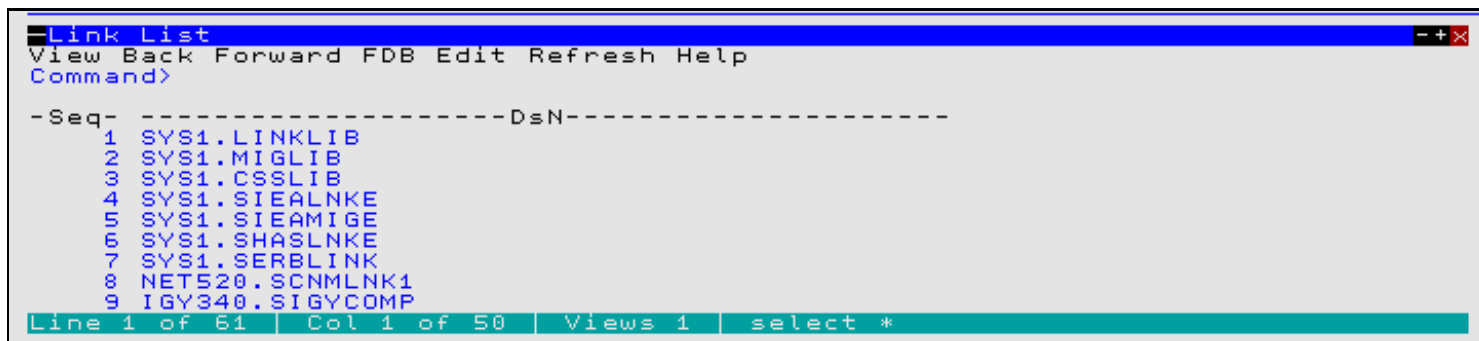 Link List -+x
View Back Forward FDB Edit Refresh Help
Command>
-Seq- --------------------DsN---------------------
1 SYS1.LINKLIB
2 SYS1.MIGLIB
3 SYS1.CSSLIB
4 SYS1.SIEALNKE
5 SYS1.SIEAMIGE
6 SYS1.SHASLNKE
7 SYS1.SERBLINK
8 NET520.SCNMLNK1
9 IGY340.SIGYCOMP
Line 1 of 61 | Col 1 of 50 | Views 1 | select *